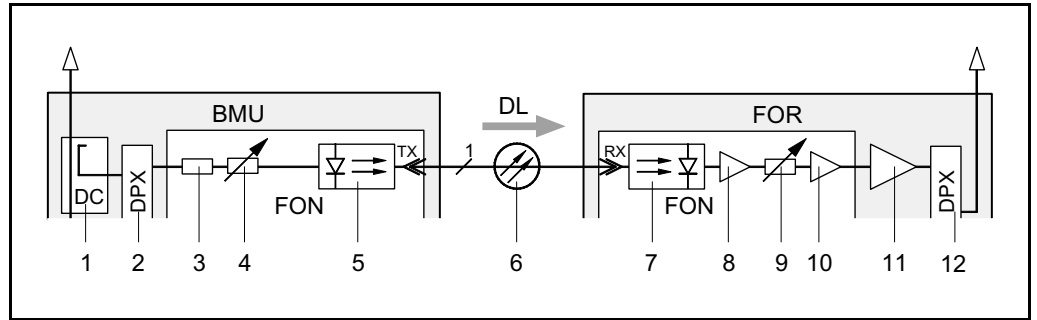 BMU
DL
FOR
DC
DPX
TX
1
RX
DPX
FON
FON
1 2 3 4 5 6 7 8 9 10 11 12